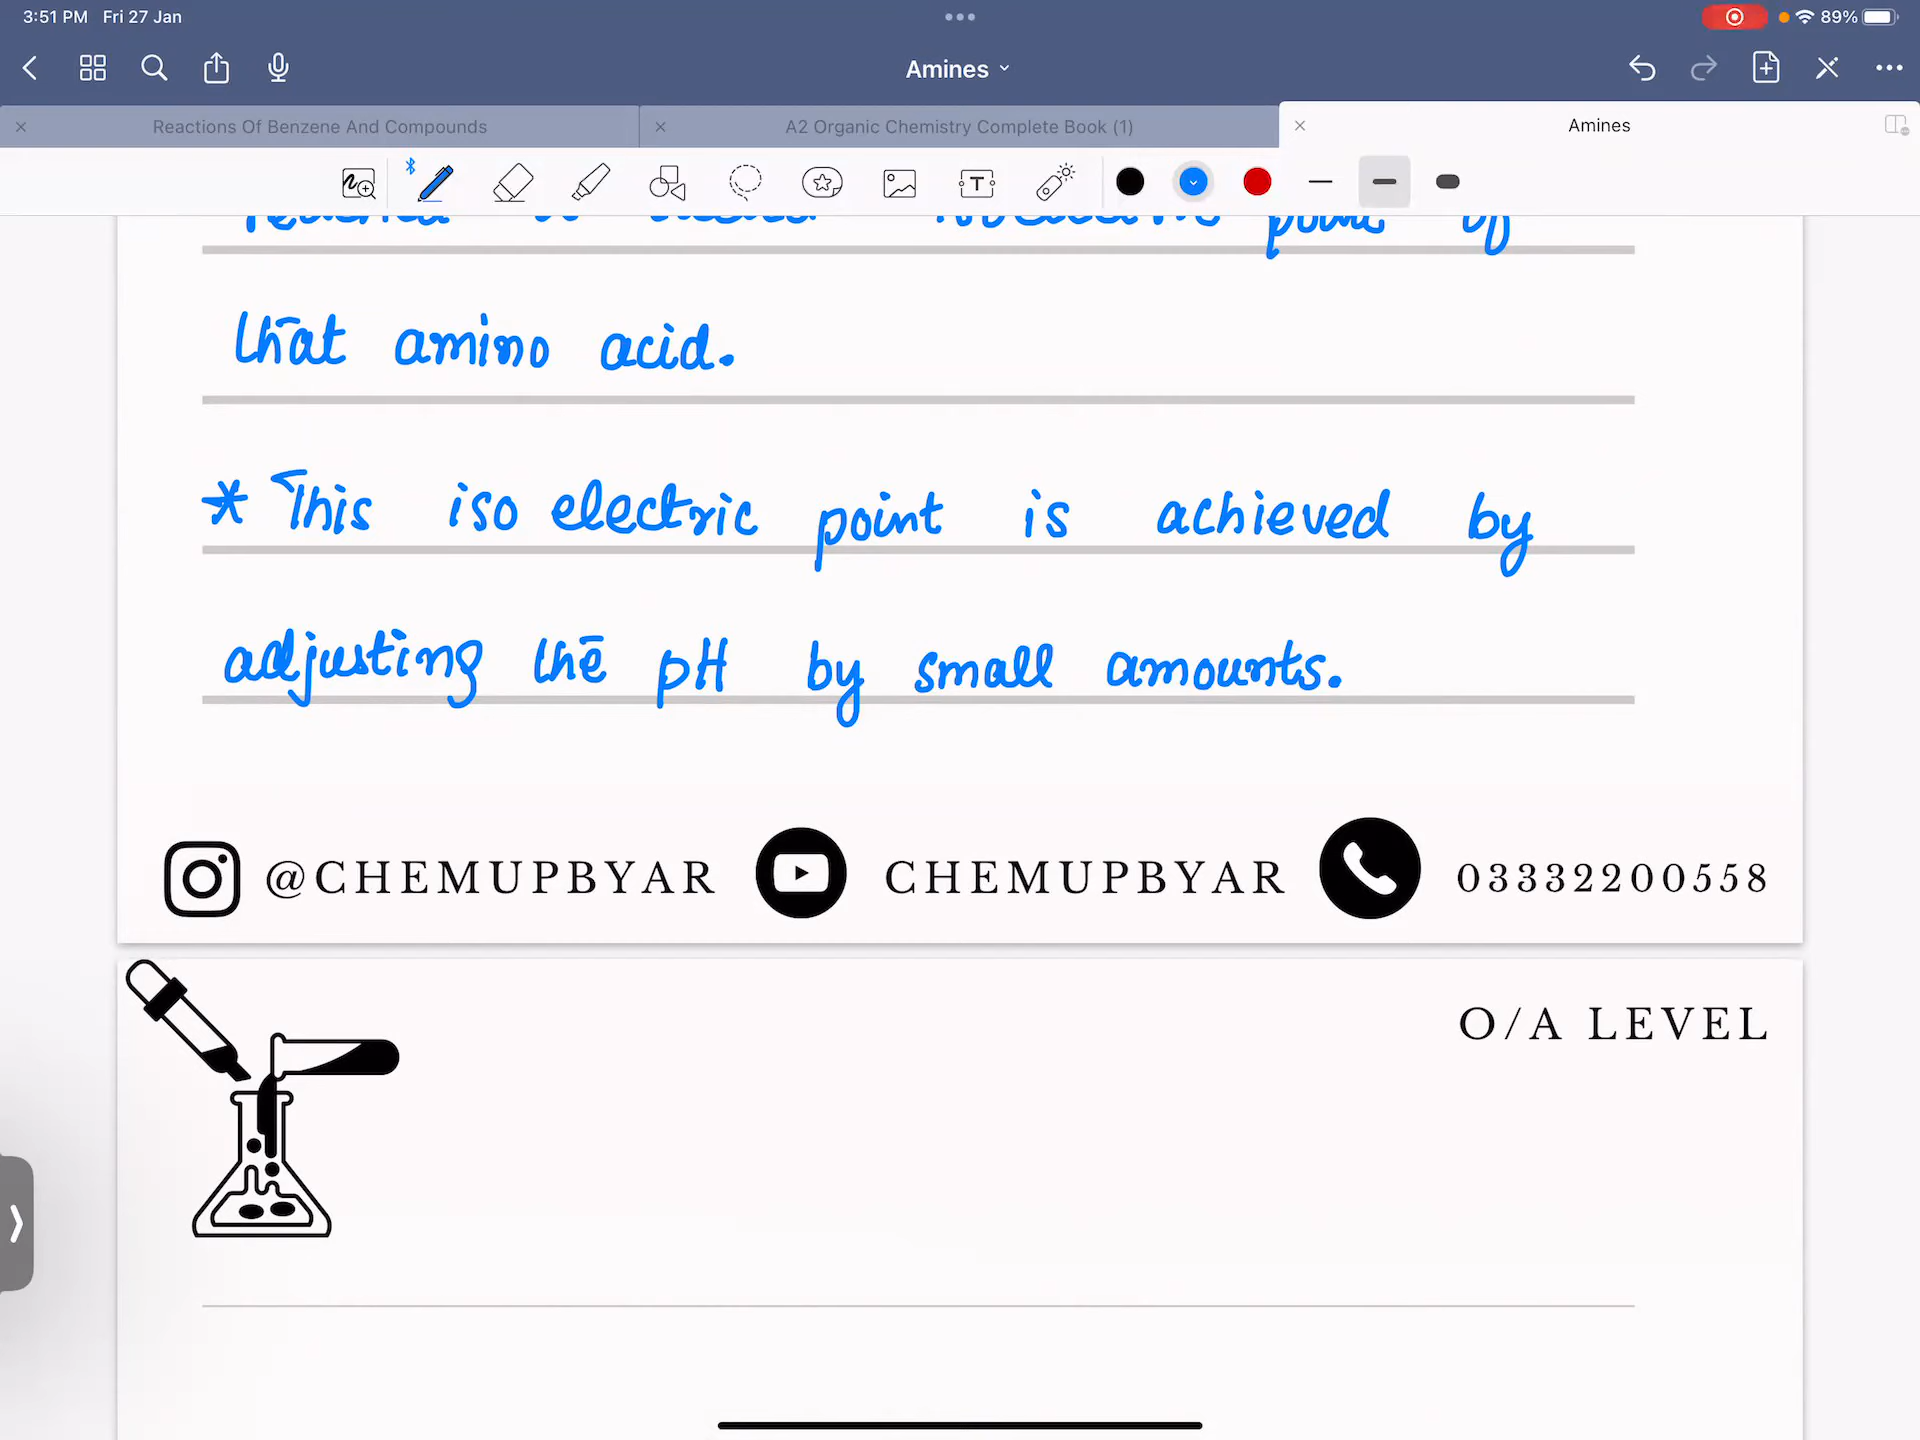 3:51 PM Fri 27 Jan
89%
Amines
Reactions Of Benzene And Compounds
A2 Organic Chemistry Complete Book (1)
Amines
T
point of
that amino acid.
* This iso electric point is achieved by
adjusting the pH by small amounts.
@CHEMUPBYAR CHEMUPBYAR 03332200558
O/A LEVEL